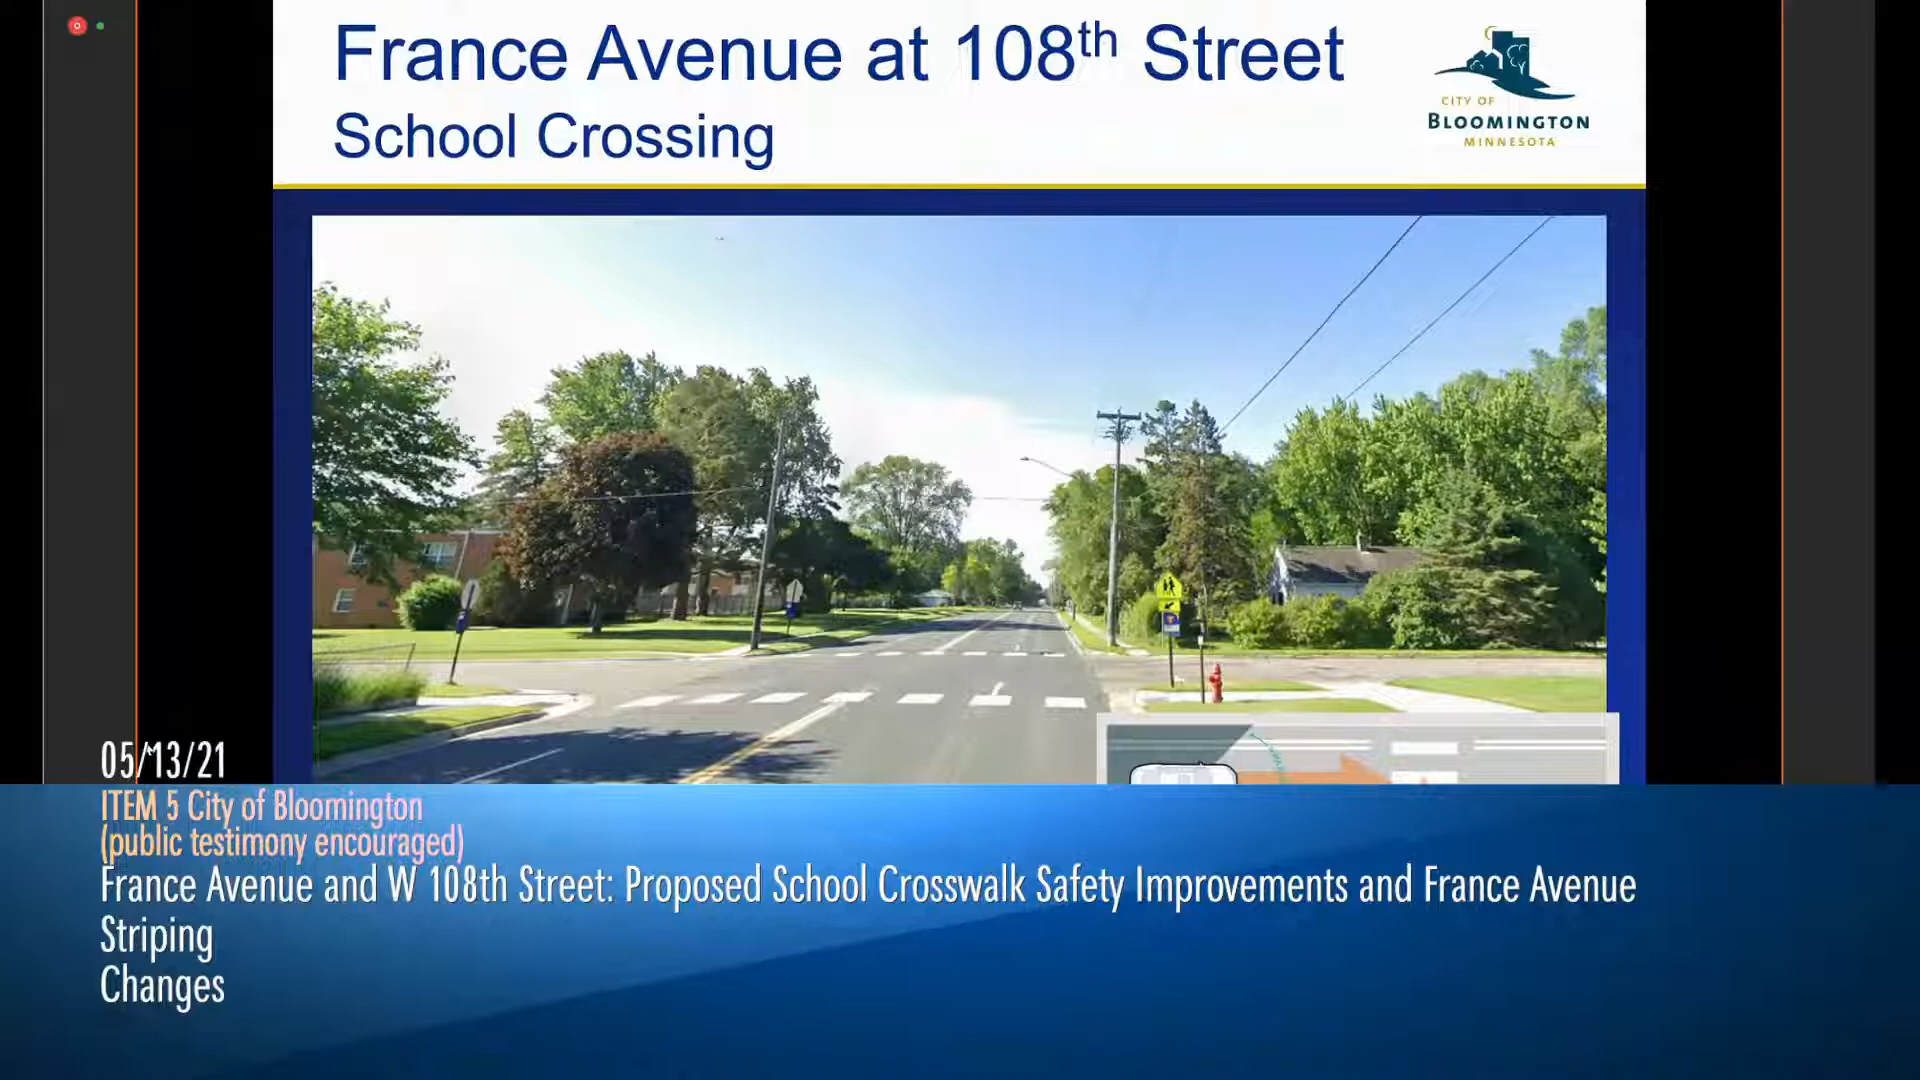 France Avenue at 108th Street
School Crossing
CITY OF
BLOOMINGTON
MINNESOTA
05/13/21
ITEM 5 City of Bloomington
(public testimony encouraged)
France Avenue and W 108th Street: Proposed School Crosswalk Safety Improvements and France Avenue
Striping
Changes